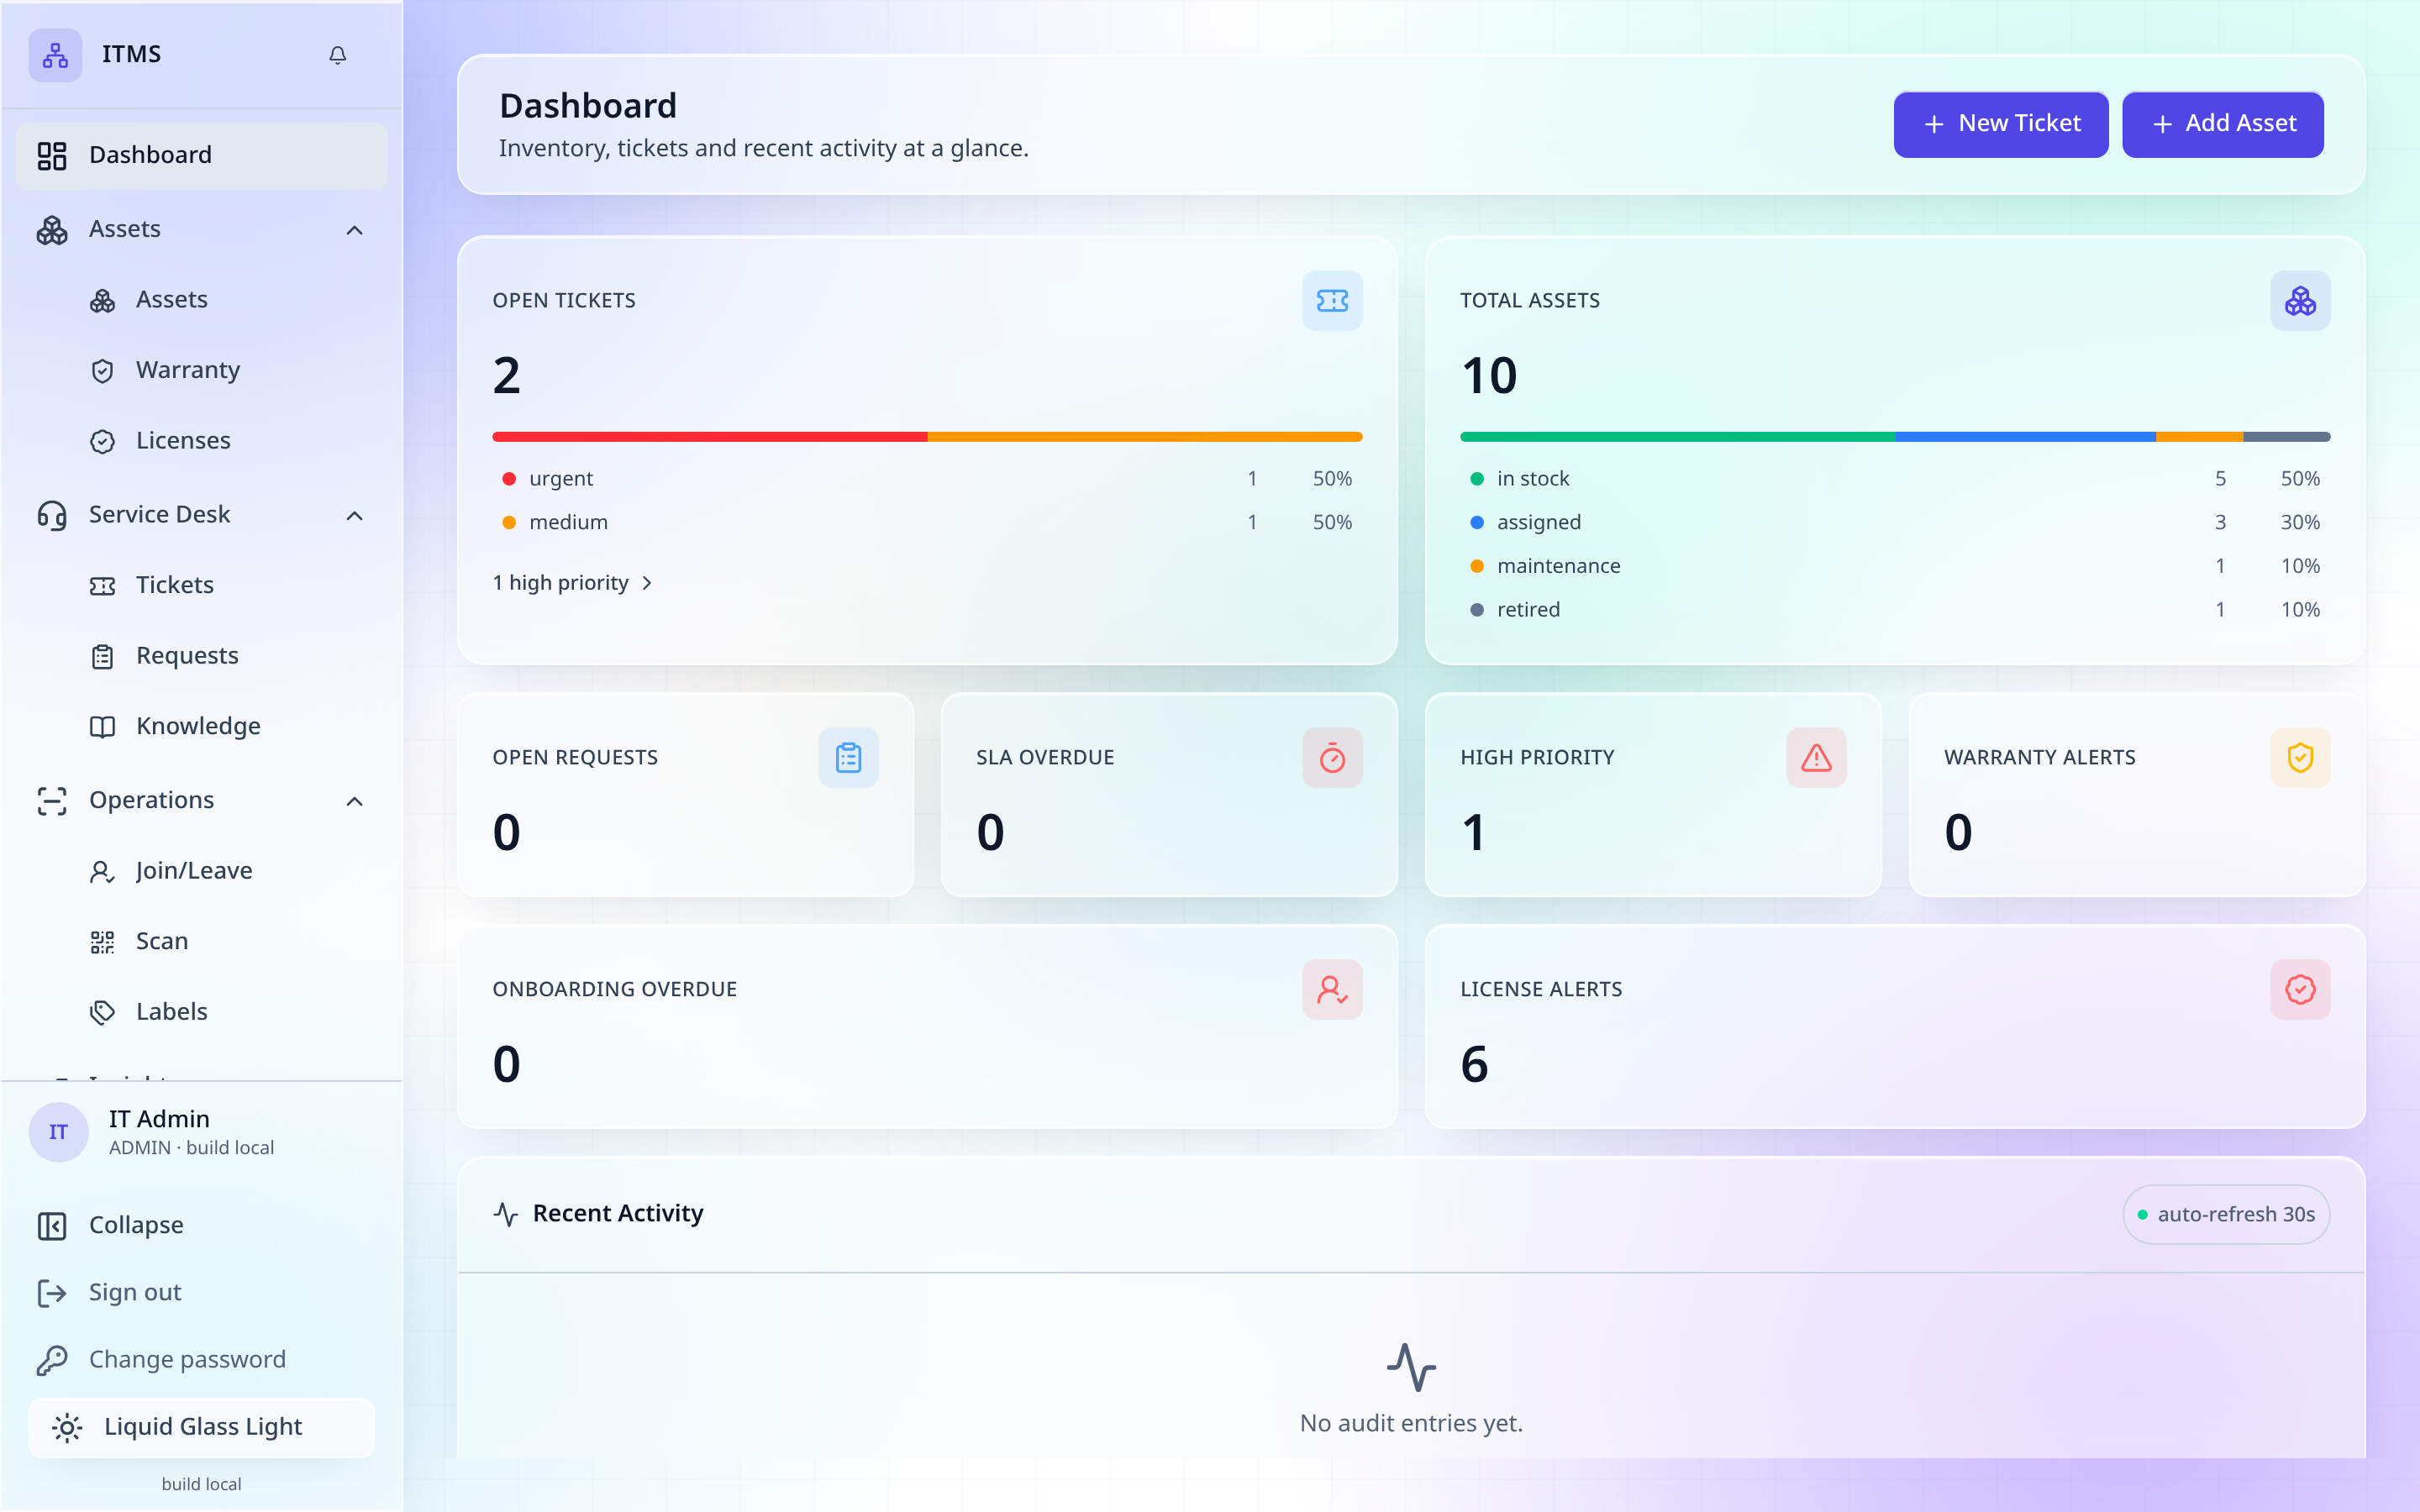 ITMS
Dashboard
Assets
Assets
Warranty
Licenses
Service Desk
Tickets
Requests
Knowledge
Operations
Join/Leave
Scan
Labels
IT
IT Admin
ADMIN · build local
Collapse
Sign out
Change password
Liquid Glass Light
build local
Dashboard
Inventory, tickets and recent activity at a glance.
New Ticket
Add Asset
OPEN TICKETS
2
urgent 1 50%
medium 1 50%
1 high priority
TOTAL ASSETS
10
in stock 5 50%
assigned 3 30%
maintenance 1 10%
retired 1 10%
OPEN REQUESTS
0
SLA OVERDUE
0
HIGH PRIORITY
1
WARRANTY ALERTS
0
ONBOARDING OVERDUE
0
LICENSE ALERTS
6
Recent Activity
auto-refresh 30s
No audit entries yet.